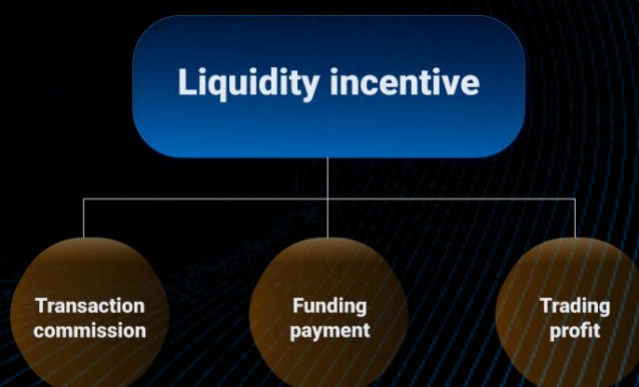 Liquidity incentive
Transaction
commission
Funding
payment
Trading
profit